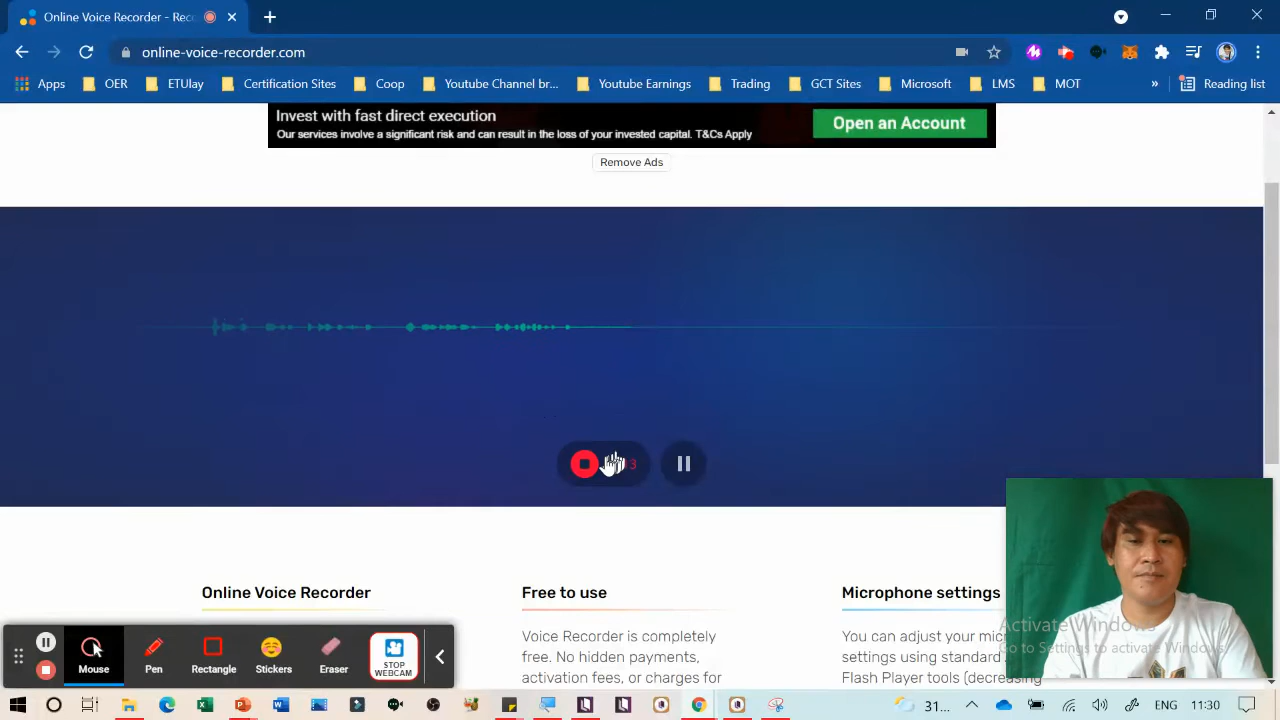 Online Voice Recorder - Rec
online-voice-recorder.com
Apps OER ETUlay Certification Sites Coop Youtube Channel br... Youtube Earnings Trading GCT Sites Microsoft LMS MOT » Reading list
Invest with fast direct execution
Our services involve a significant risk and can result in the loss of your invested capital. T&Cs Apply
Open an Account
Remove Ads
Online Voice Recorder
Free to use
Microphone settings
Voice Recorder is completely
free. No hidden payments,
activation fees, or charges for
You can adjust your
settings using standard
Flash Player tools (decreasing
Activate Windows
Go to Settings to activate Windows.
Mouse Pen Rectangle Stickers Eraser STOP
WEBCAM
31... ENG 11:30